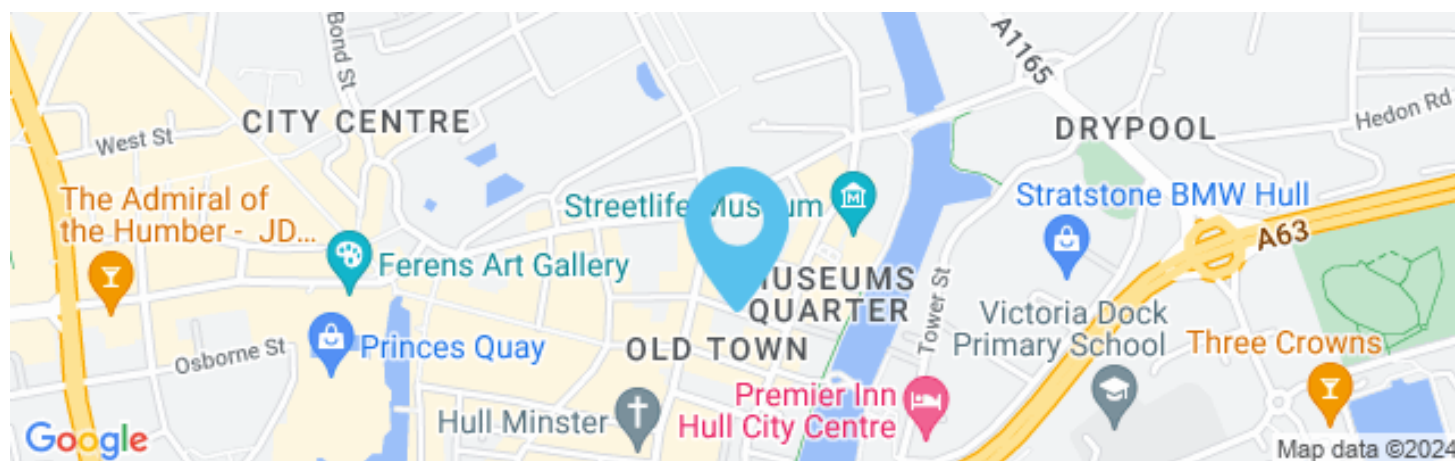 Bond St
A1165
CITY CENTRE
West St
Hedon Rd
DRYPOOL
The Admiral of
the Humber - JD...
Streetlife Museum
Stratstone BMW Hull
A63
Ferens Art Gallery
MUSEUMS
QUARTER
Tower St
Victoria Dock
Primary School
Princes Quay
Osborne St
OLD TOWN
Three Crowns
Premier Inn
Hull City Centre
Hull Minster
Google
Map data ©2024